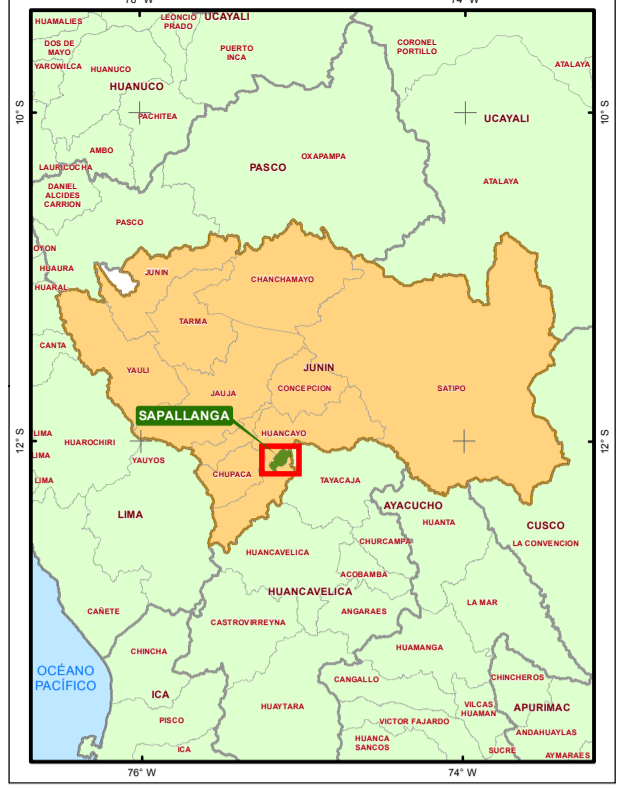 76° W
74° W
HUAMALIES
LEONCIO
PRADO
UCAYALI
DOS DE
MAYO
PUERTO
INCA
CORONEL
PORTILLO
YAROWILCA
HUANUCO
ATALAYA
HUANUCO
10° S
10° S
PACHITEA
UCAYALI
AMBO
OXAPAMPA
LAURICOCHA
PASCO
ATALAYA
DANIEL
ALCIDES
CARRION
PASCO
OYON
HUAURA
JUNIN
CHANCHAMAYO
HUARAL
TARMA
CANTA
YAULI
JUNIN
JAUJA
CONCEPCION
SATIPO
SAPALLANGA
LIMA
HUAROCHIRI
HUANCAYO
12° S
12° S
LIMA
YAUYOS
LIMA
CHUPACA
TAYACAJA
LIMA
AYACUCHO
HUANTA
CUSCO
CHURCAMPA
LA CONVENCION
HUANCAVELICA
ACOBAMBA
HUANCAVELICA
LA MAR
CAÑETE
ANGARAES
CASTROVIRREYNA
HUAMANGA
CHINCHA
OCÉANO
PACÍFICO
CANGALLO
CHINCHEROS
ICA
HUAYTARA
VILCAS
HUAMAN
APURIMAC
PISCO
VICTOR FAJARDO
ANDAHUAYLAS
HUANCA
SANCOS
ICA
SUCRE
AYMARAES
76° W
74° W